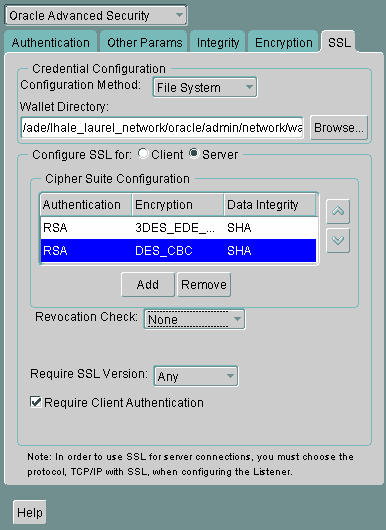 Oracle Advanced Security
Authentication Other Params Integrity Encryption SSL
Credential Configuration
Configuration Method: File System
Wallet Directory:
/ade/lhale_laurel_network/oracle/admin/network/wa Browse...
Configure SSL for: Client Server
Cipher Suite Configuration
Authentication Encryption Data Integrity
RSA 3DES_EDE_... SHA
RSA DES_CBC SHA
Add Remove
Revocation Check: None
Require SSL Version: Any
Require Client Authentication
Note: In order to use SSL for server connections, you must choose the
protocol, TCP/IP with SSL, when configuring the Listener.
Help